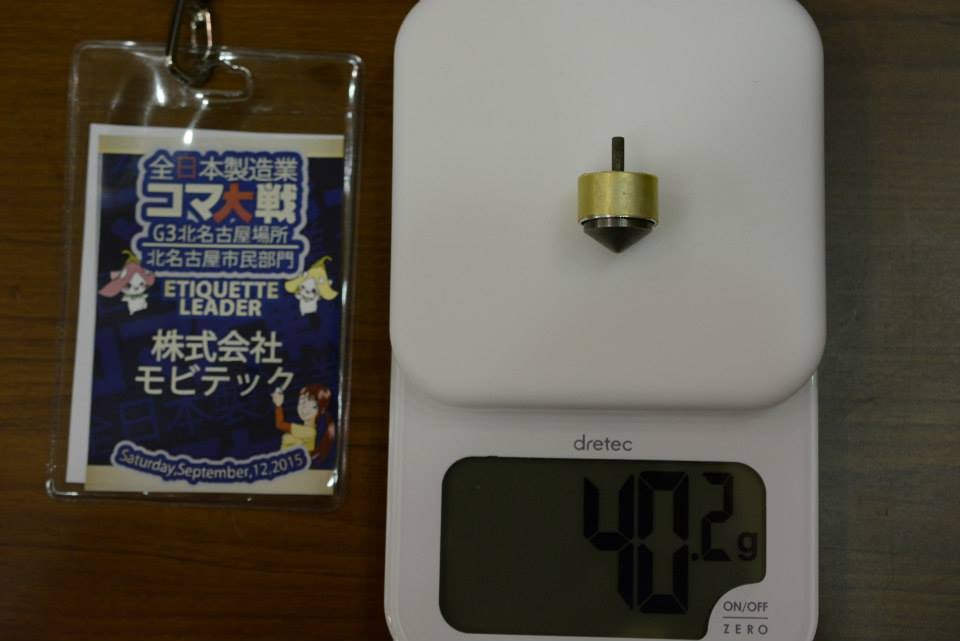 全日本製造業
コマ大戦
G3北名古屋場所
北名古屋市民部門
ETIQUETTE
LEADER
株式会社
モビテック
Saturday,September,12,2015
dretec
40.2g
ON/OFF
ZERO